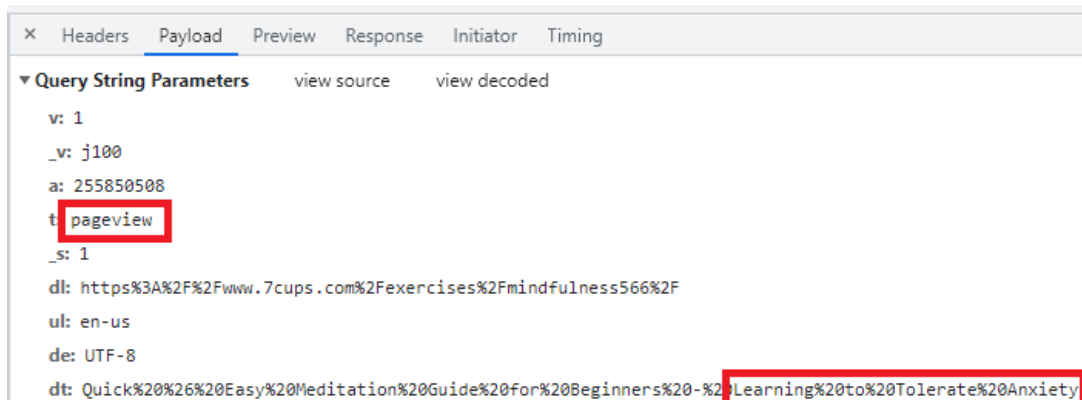 × Headers Payload Preview Response Initiator Timing
▼Query String Parameters view source view decoded
v: 1
_v: j100
a: 255850508
t: pageview
_s: 1
dl: https%3A%2F%2Fwww.7cups.com%2Fexercises%2Fmindfulness566%2F
ul: en-us
de: UTF-8
dt: Quick%20%26%20Easy%20Meditation%20Guide%20for%20Beginners%20-%20Learning%20to%20Tolerate%20Anxiety